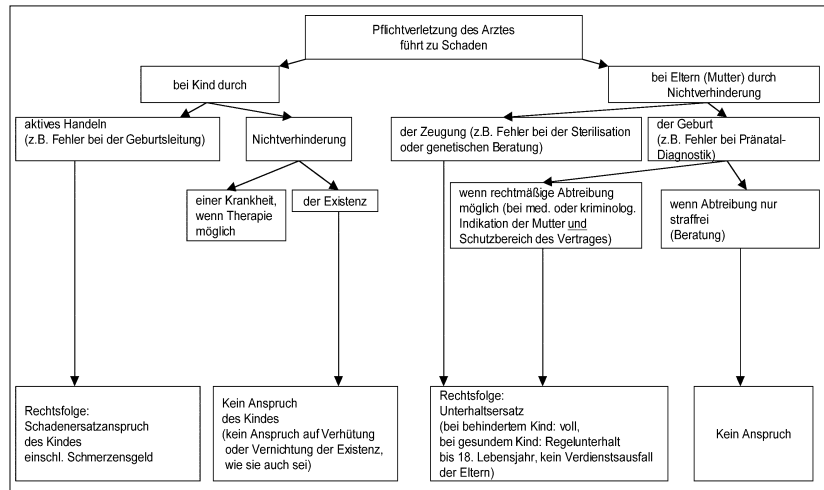 Pflichtverletzung des Arztes
führt zu Schaden
bei Kind durch
bei Eltern (Mutter) durch
Nichtverhinderung
aktives Handeln
(z.B. Fehler bei der Geburtsleitung)
Nichtverhinderung
der Zeugung (z.B. Fehler bei der Sterilisation
oder genetischen Beratung)
der Geburt
(z.B. Fehler bei Pränatal-
Diagnostik)
einer Krankheit,
wenn Therapie
möglich
der Existenz
wenn rechtmäßige Abtreibung
möglich (bei med. oder kriminolog.
Indikation der Mutter und
Schutzbereich des Vertrages)
wenn Abtreibung nur
straffrei
(Beratung)
Rechtsfolge:
Schadenersatzanspruch
des Kindes
einschl. Schmerzensgeld
Kein Anspruch
des Kindes
(kein Anspruch auf Verhütung
oder Vernichtung der Existenz,
wie sie auch sei)
Rechtsfolge:
Unterhaltsersatz
(bei behindertem Kind: voll,
bei gesundem Kind: Regelunterhalt
bis 18. Lebensjahr, kein Verdienstausfall
der Eltern)
Kein Anspruch